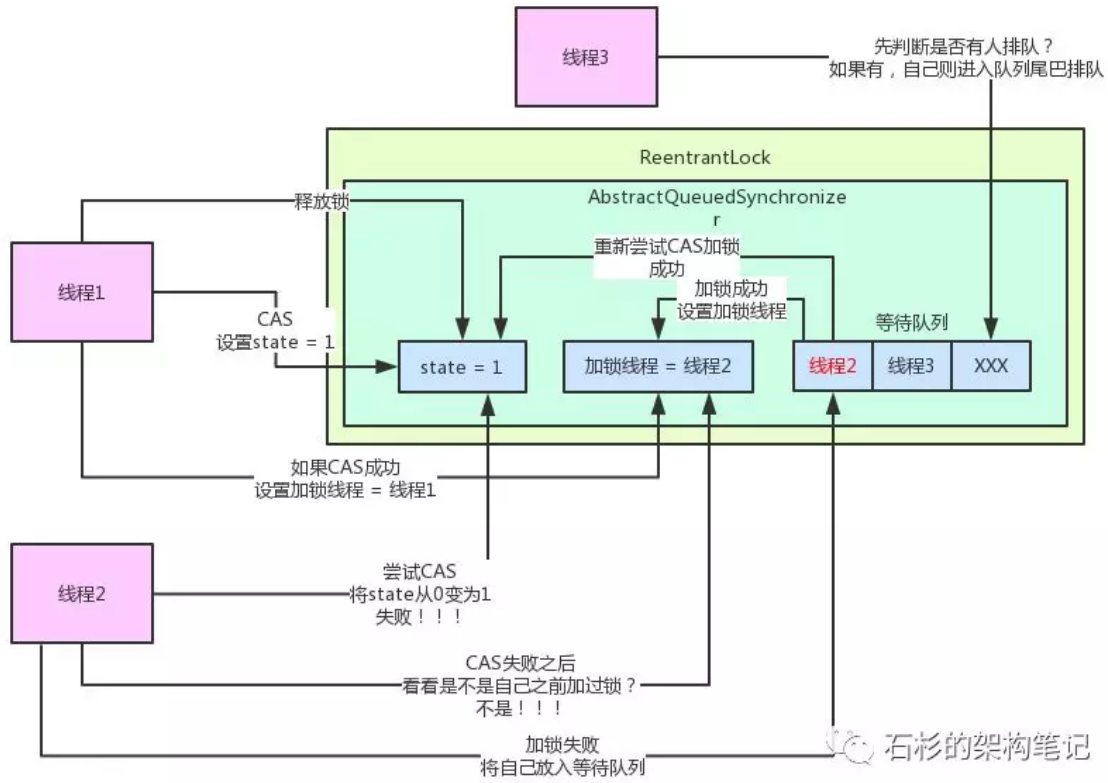 线程3
先判断是否有人排队？
如果有，自己则进入队列尾巴排队
ReentrantLock
AbstractQueuedSynchronize
r
释放锁
重新尝试CAS加锁
成功
加锁成功
设置加锁线程
等待队列
线程1
CAS
设置state = 1
state = 1
加锁线程 = 线程2
线程2
线程3
XXX
如果CAS成功
设置加锁线程 = 线程1
线程2
尝试CAS
将state从0变为1
失败！！！
CAS失败之后
看看是不是自己之前加过锁？
不是！！！
加锁失败
将自己放入等待队列
石杉的架构笔记